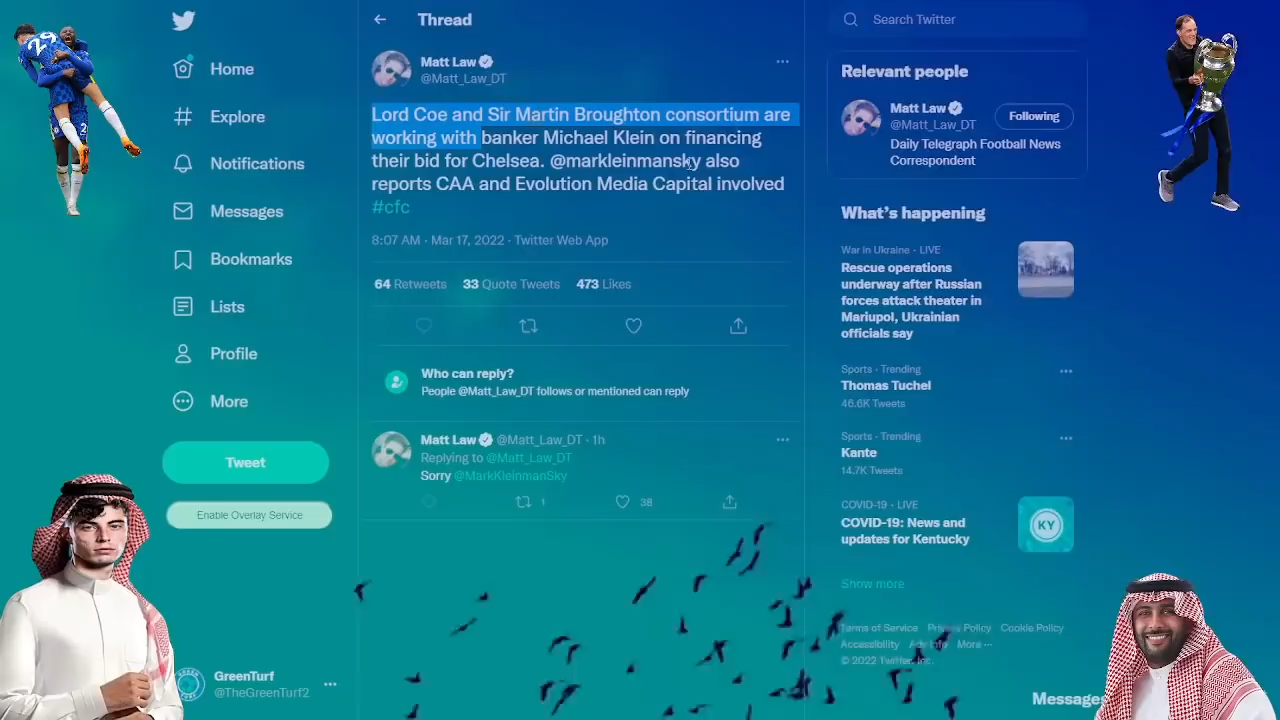 Home
Explore
Notifications
Messages
Bookmarks
Lists
Profile
More
Tweet
Enable Overlay Service
GreenTurf
@TheGreenTurf2
Thread
Matt Law
@Matt_Law_DT
Lord Coe and Sir Martin Broughton consortium are
working with banker Michael Klein on financing
their bid for Chelsea. @markleinmansky also
reports CAA and Evolution Media Capital involved
#cfc
8:07 AM · Mar 17, 2022 · Twitter Web App
64 Retweets 33 Quote Tweets 473 Likes
Who can reply?
People @Matt_Law_DT follows or mentioned can reply
Matt Law @Matt_Law_DT · 1h
Replying to @Matt_Law_DT
Sorry @MarkKleinmanSky
1 38
Search Twitter
Relevant people
Matt Law
@Matt_Law_DT
Following
Daily Telegraph Football News
Correspondent
What's happening
War in Ukraine · LIVE
Rescue operations
underway after Russian
forces attack theater in
Mariupol, Ukrainian
officials say
Sports · Trending
Thomas Tuchel
46.6K Tweets
Sports · Trending
Kante
14.7K Tweets
COVID-19 · LIVE
COVID-19: News and
updates for Kentucky
KY
Show more
Terms of Service Privacy Policy Cookie Policy
Accessibility Ads info More ···
© 2022 Twitter, Inc.
Messages
29
2